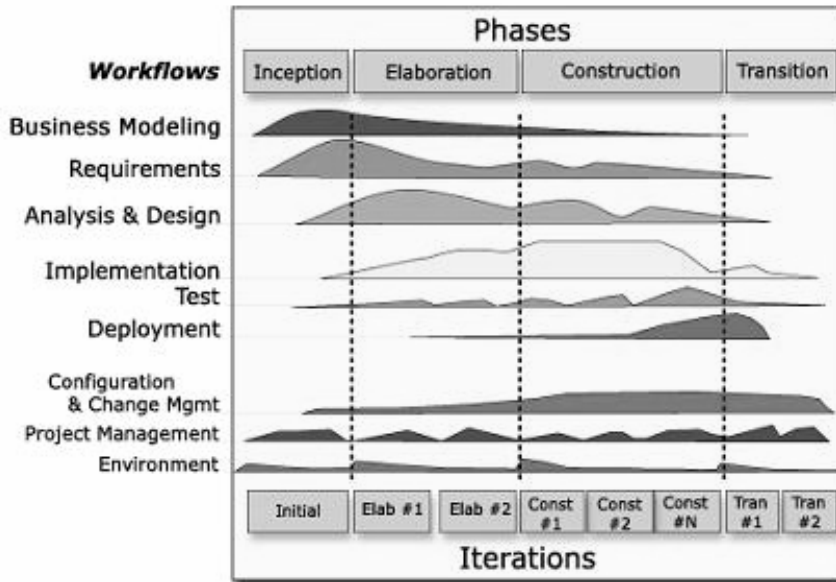 Phases
Workflows
Inception
Elaboration
Construction
Transition
Business Modeling
Requirements
Analysis & Design
Implementation
Test
Deployment
Configuration
& Change Mgmt
Project Management
Environment
Initial
Elab #1
Elab #2
Const
#1
Const
#2
Const
#N
Tran
#1
Tran
#2
Iterations